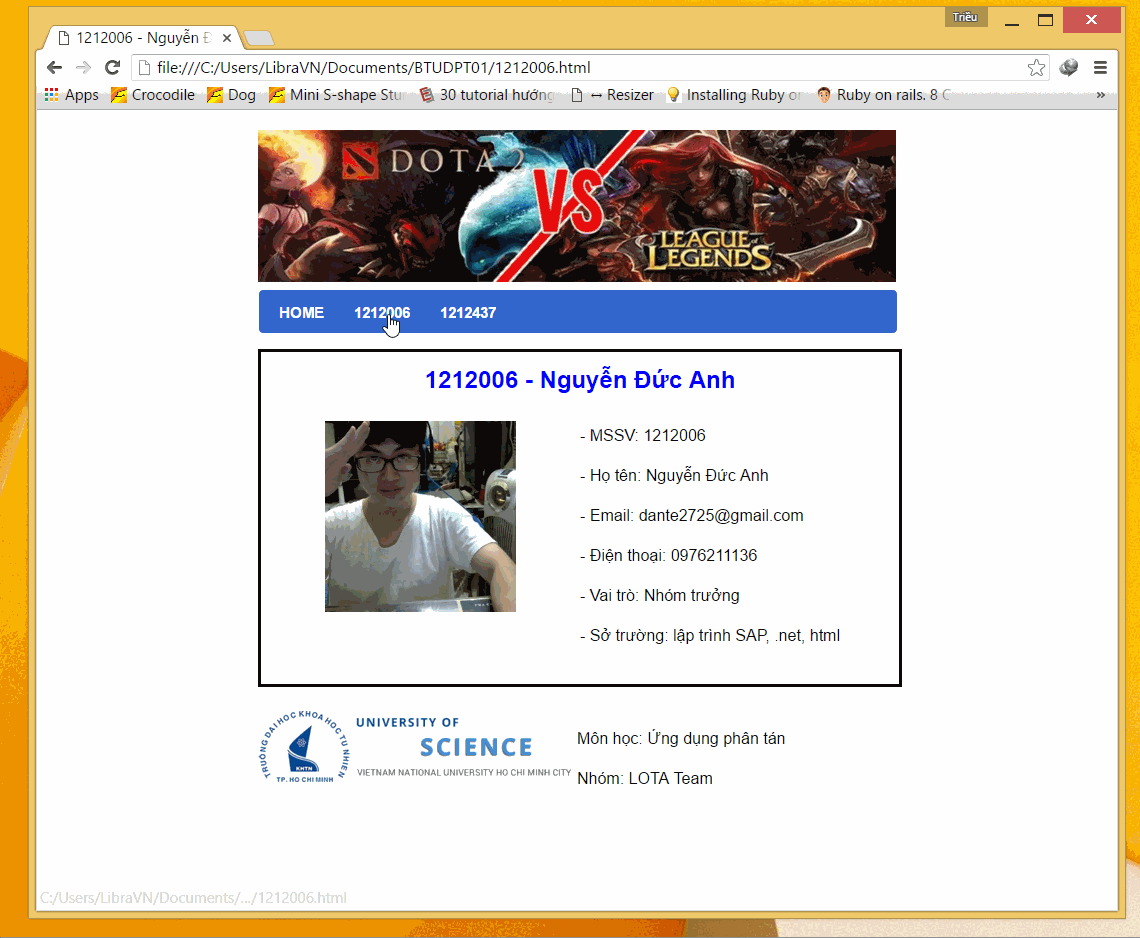 Triều
1212006 - Nguyễn Đ
file:///C:/Users/LibraVN/Documents/BTUDPT01/1212006.html
Apps Crocodile Dog Mini S-shape Stur 30 tutorial hướng ↔ Resizer Installing Ruby or Ruby on rails. 8 C »
DOTA 2
VS
LEAGUE of
LEGENDS
HOME 1212006 1212437
1212006 - Nguyễn Đức Anh
- MSSV: 1212006
- Họ tên: Nguyễn Đức Anh
- Email: dante2725@gmail.com
- Điện thoại: 0976211136
- Vai trò: Nhóm trưởng
- Sở trường: lập trình SAP, .net, html
TRƯỜNG ĐẠI HỌC KHOA HỌC TỰ NHIÊN
KHTN
TP. HO CHI MINH
UNIVERSITY OF
SCIENCE
VIETNAM NATIONAL UNIVERSITY HO CHI MINH CITY
Môn học: Ứng dụng phân tán
Nhóm: LOTA Team
C:/Users/LibraVN/Documents/.../1212006.html